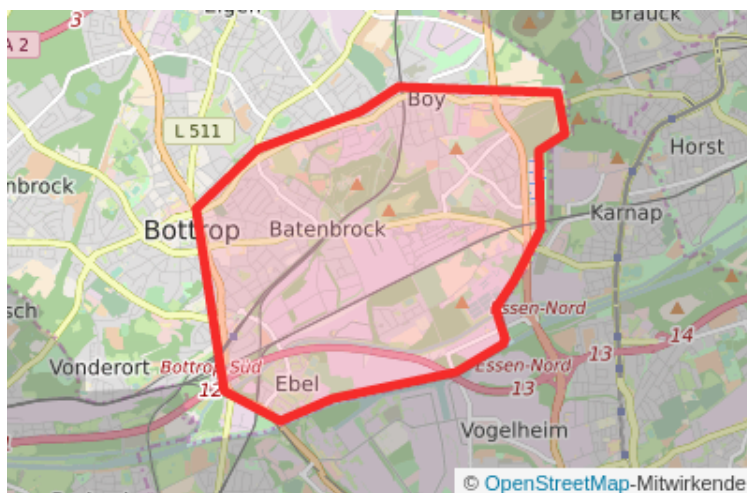 Eigen
Brauck
3
A 2
Boy
L 511
Horst
nbrock
Karnap
Bottrop
Batenbrock
sch
Essen-Nord
14
13
Vonderort
Bottrop Süd
Essen-Nord
12
Ebel
13
Vogelheim
© OpenStreetMap-Mitwirkende